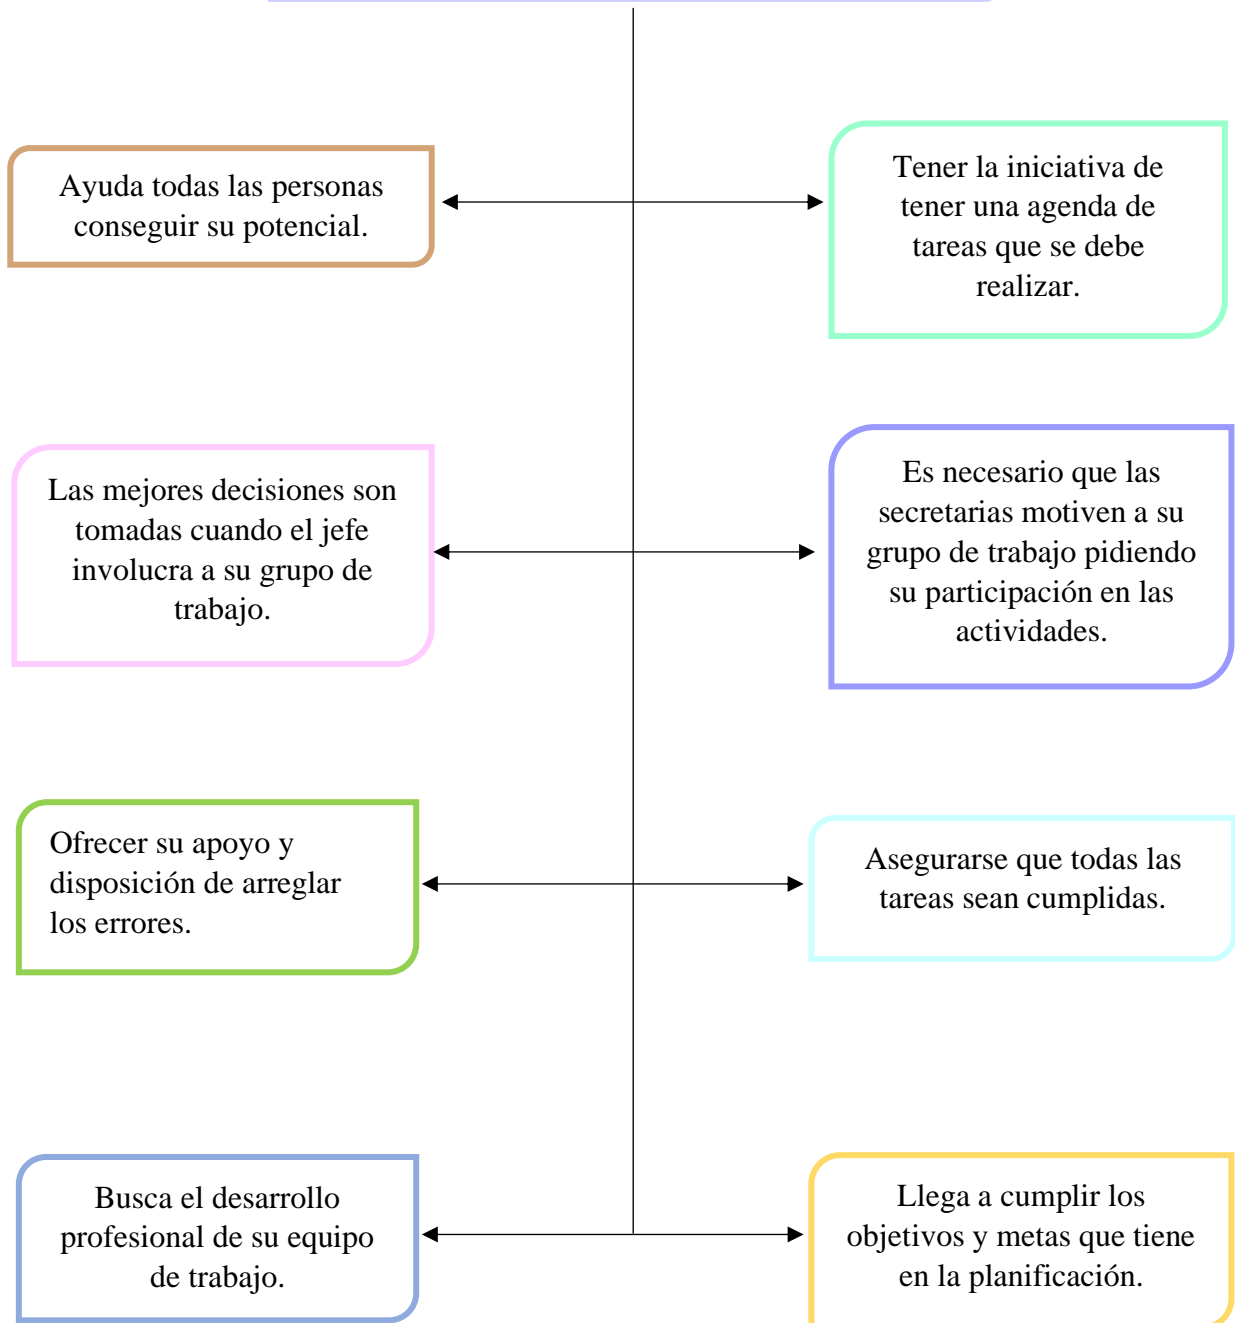 Ayuda todas las personas
conseguir su potencial.
Tener la iniciativa de
tener una agenda de
tareas que se debe
realizar.
Las mejores decisiones son
tomadas cuando el jefe
involucra a su grupo de
trabajo.
Es necesario que las
secretarias motiven a su
grupo de trabajo pidiendo
su participación en las
actividades.
Ofrecer su apoyo y
disposición de arreglar
los errores.
Asegurarse que todas las
tareas sean cumplidas.
Busca el desarrollo
profesional de su equipo
de trabajo.
Llega a cumplir los
objetivos y metas que tiene
en la planificación.